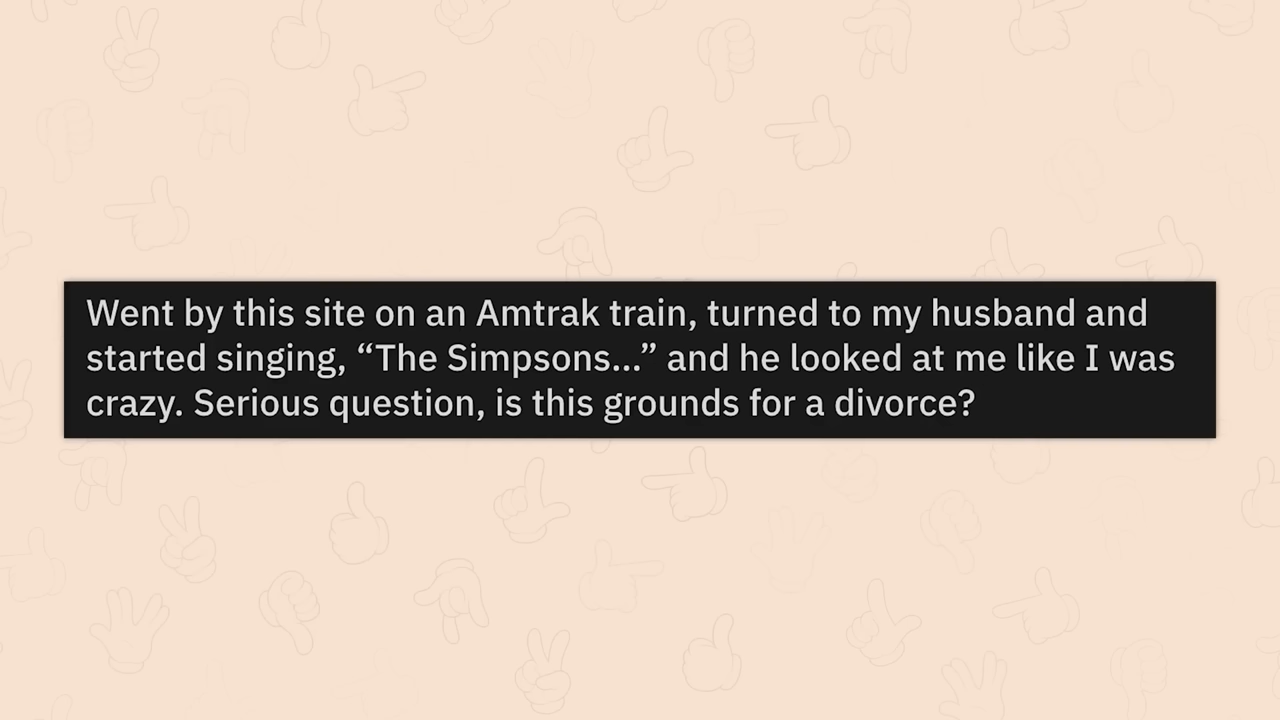 Went by this site on an Amtrak train, turned to my husband and
started singing, “The Simpsons...” and he looked at me like I was
crazy. Serious question, is this grounds for a divorce?